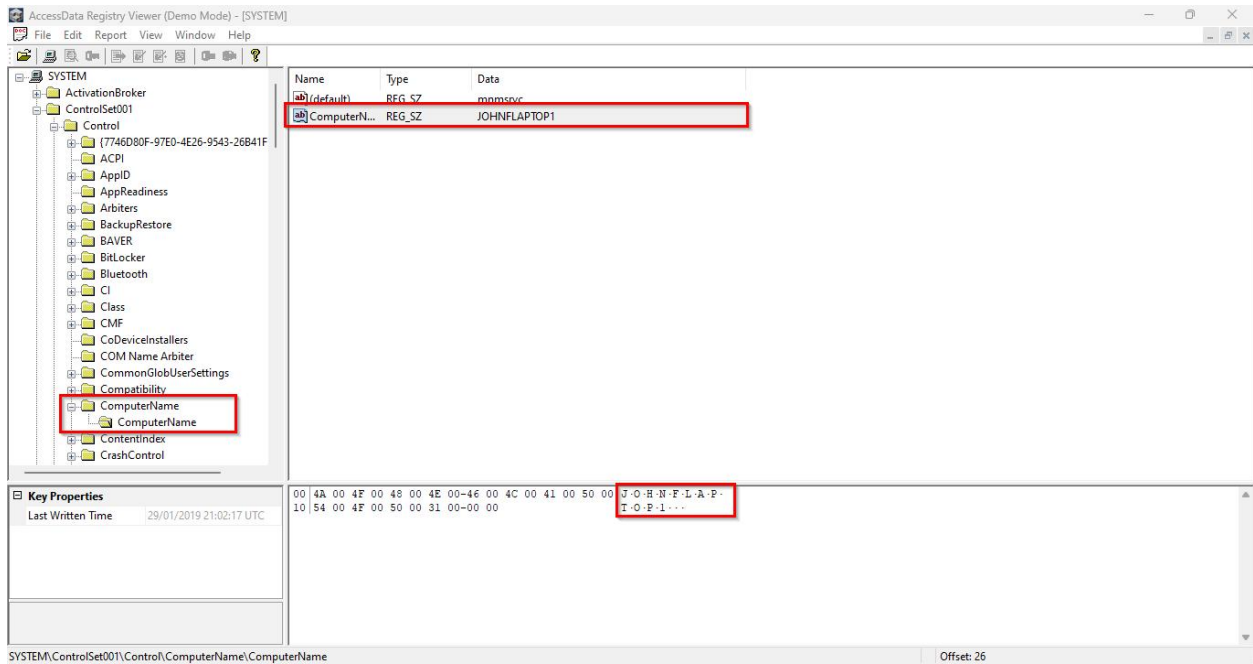 AccessData Registry Viewer (Demo Mode) - [SYSTEM]
File Edit Report View Window Help
SYSTEM
ActivationBroker
ControlSet001
Control
{7746D80F-97E0-4E26-9543-26B41F
ACPI
AppID
AppReadiness
Arbiters
BackupRestore
BAVER
BitLocker
Bluetooth
CI
Class
CMF
CoDeviceInstallers
COM Name Arbiter
CommonGlobUserSettings
Compatibility
ComputerName
ComputerName
ContentIndex
CrashControl
Name Type Data
(default) REG_SZ mnmsrvc
ComputerN... REG_SZ JOHNFLAPTOP1
Key Properties
Last Written Time 29/01/2019 21:02:17 UTC
00 4A 00 4F 00 48 00 4E 00-46 00 4C 00 41 00 50 00 J·O·H·N·F·L·A·P·
10 54 00 4F 00 50 00 31 00-00 00 T·O·P·1···
SYSTEM\ControlSet001\Control\ComputerName\ComputerName Offset: 26